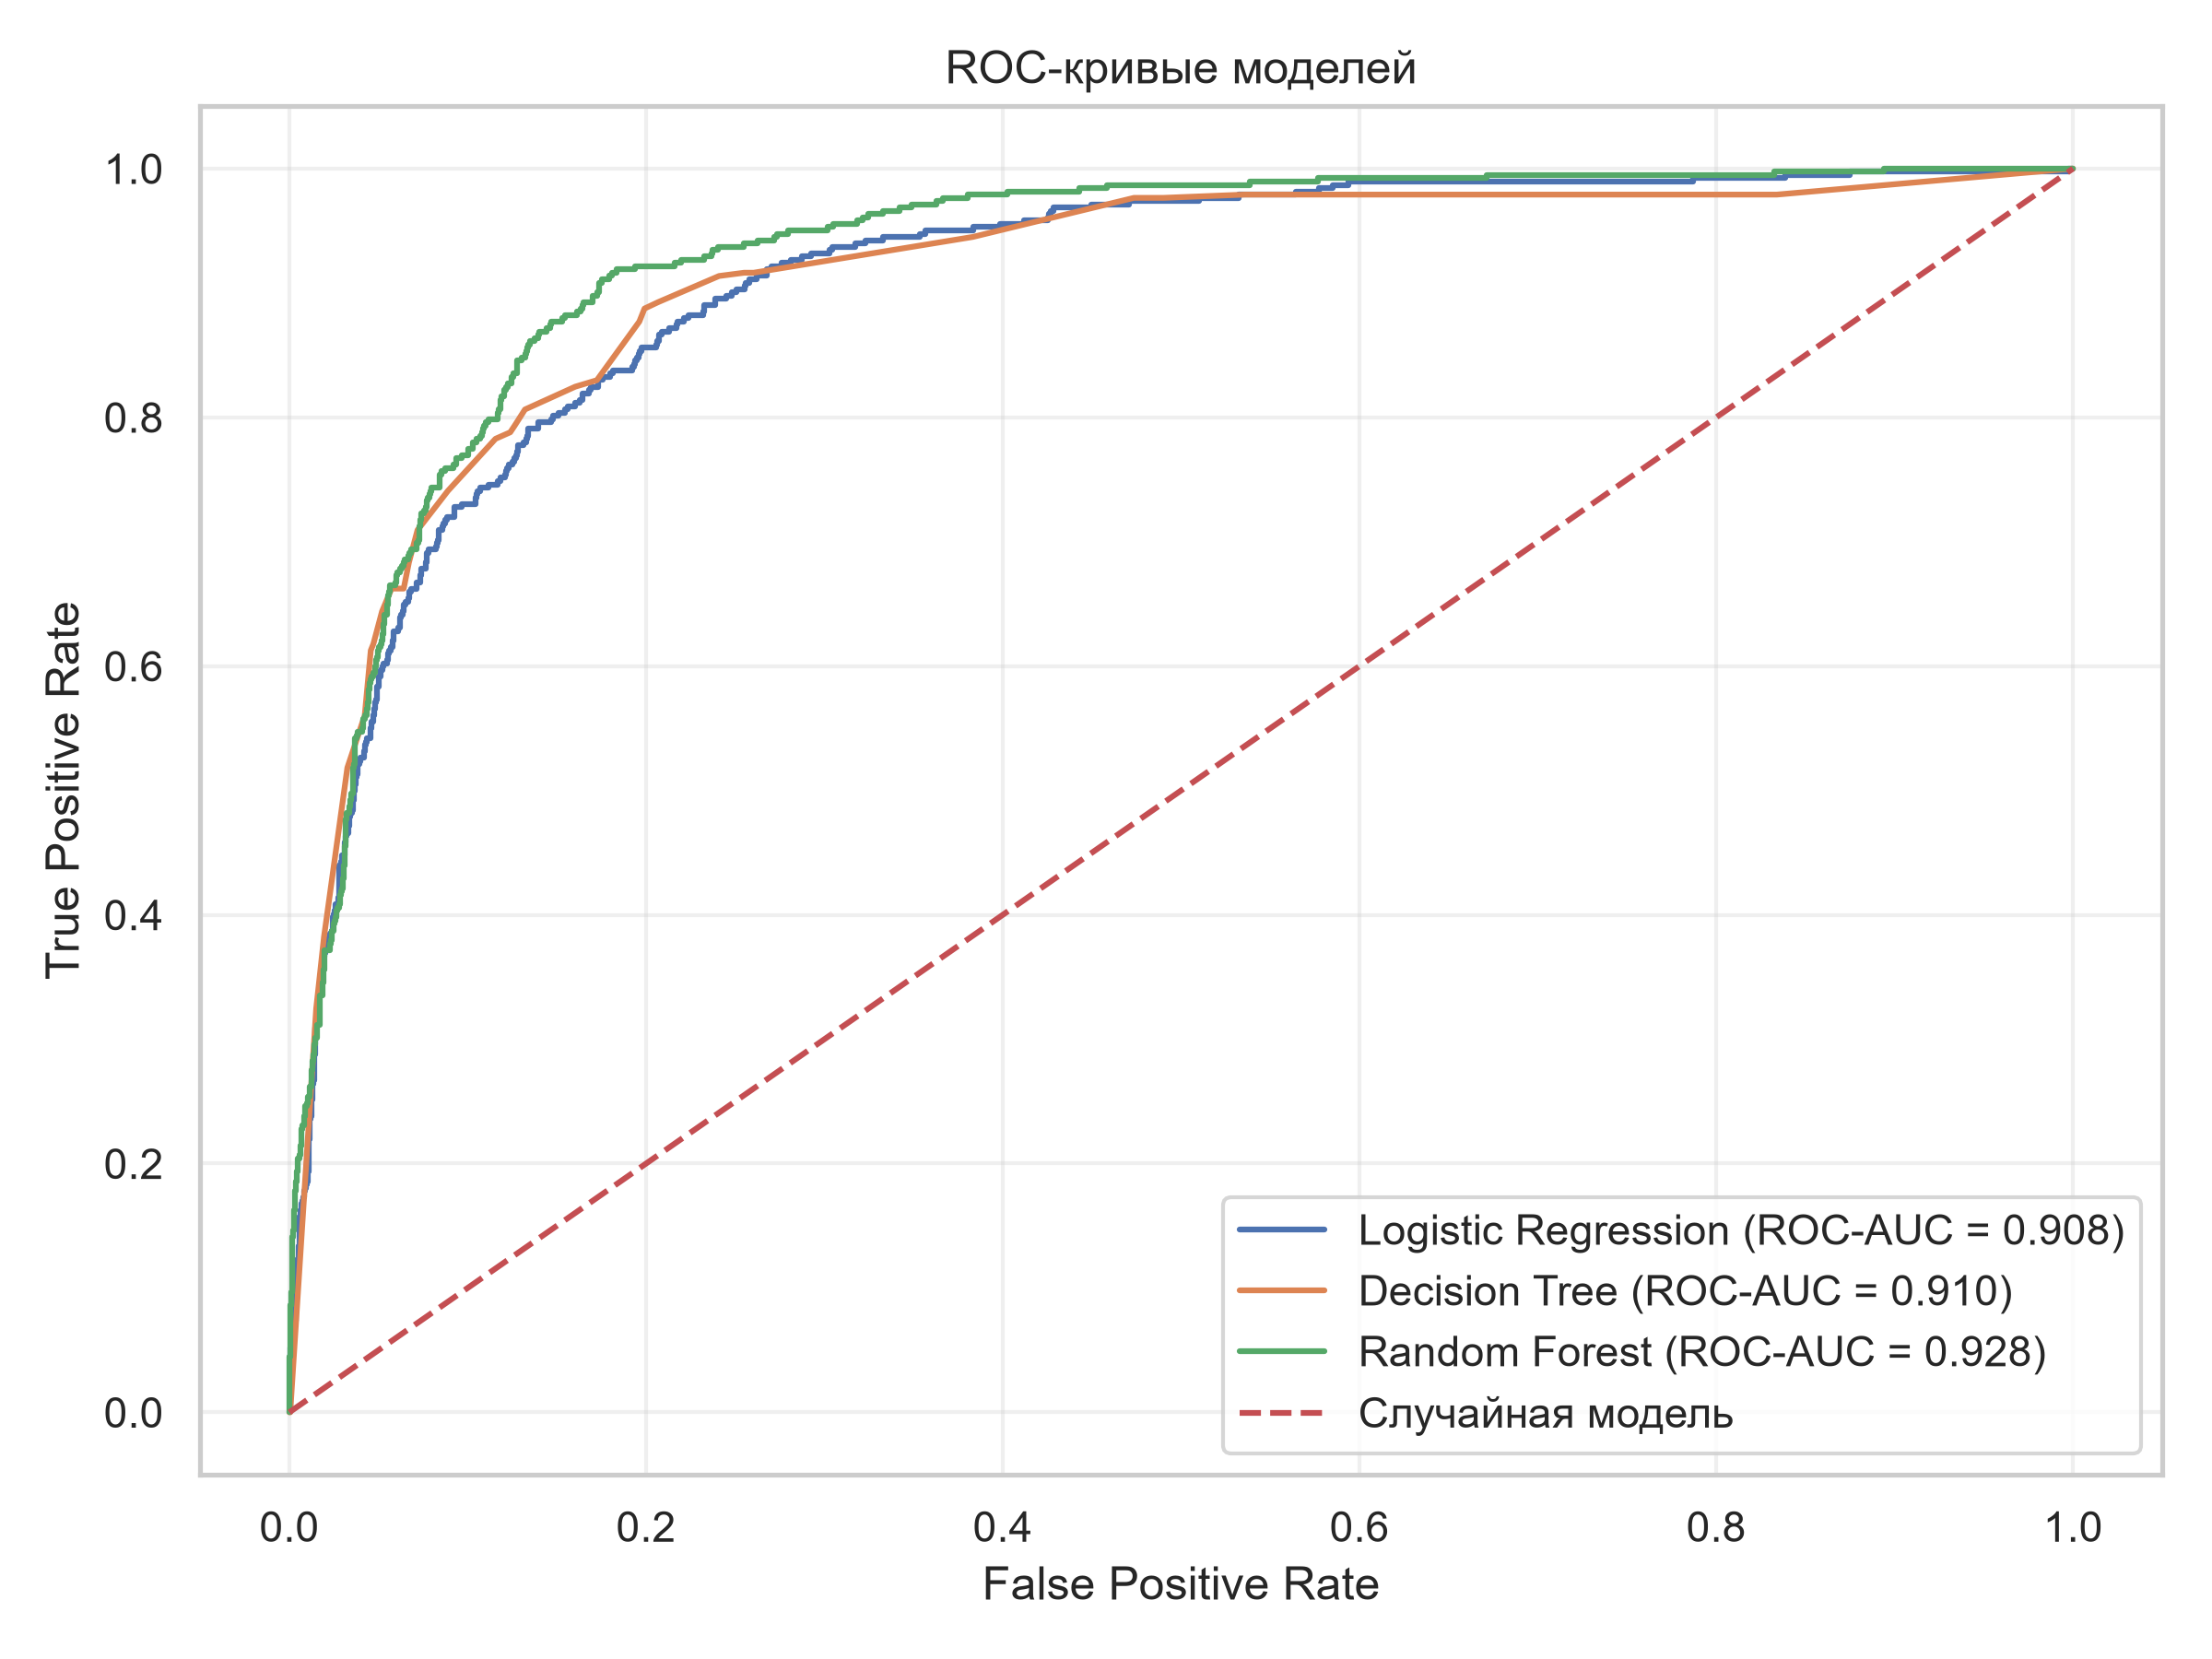 ROC-кривые моделей
True Positive Rate
1.0
0.8
0.6
0.4
0.2
0.0
Logistic Regression (ROC-AUC = 0.908)
Decision Tree (ROC-AUC = 0.910)
Random Forest (ROC-AUC = 0.928)
Случайная модель
0.0 0.2 0.4 0.6 0.8 1.0
False Positive Rate